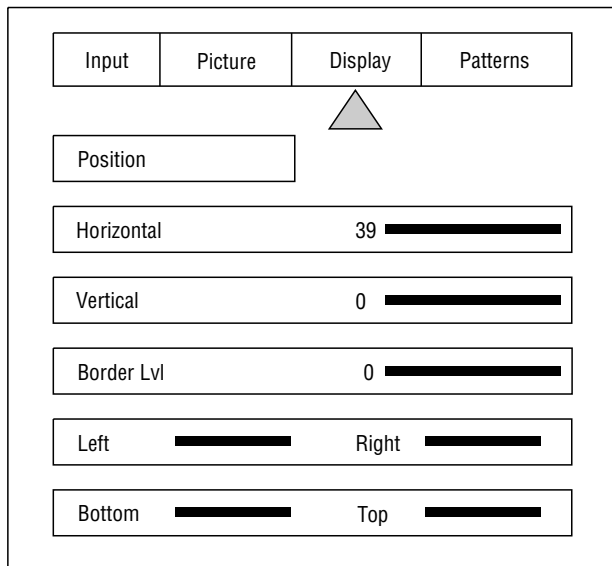 Input Picture Display Patterns
Position
Horizontal 39
Vertical 0
Border Lvl 0
Left Right
Bottom Top